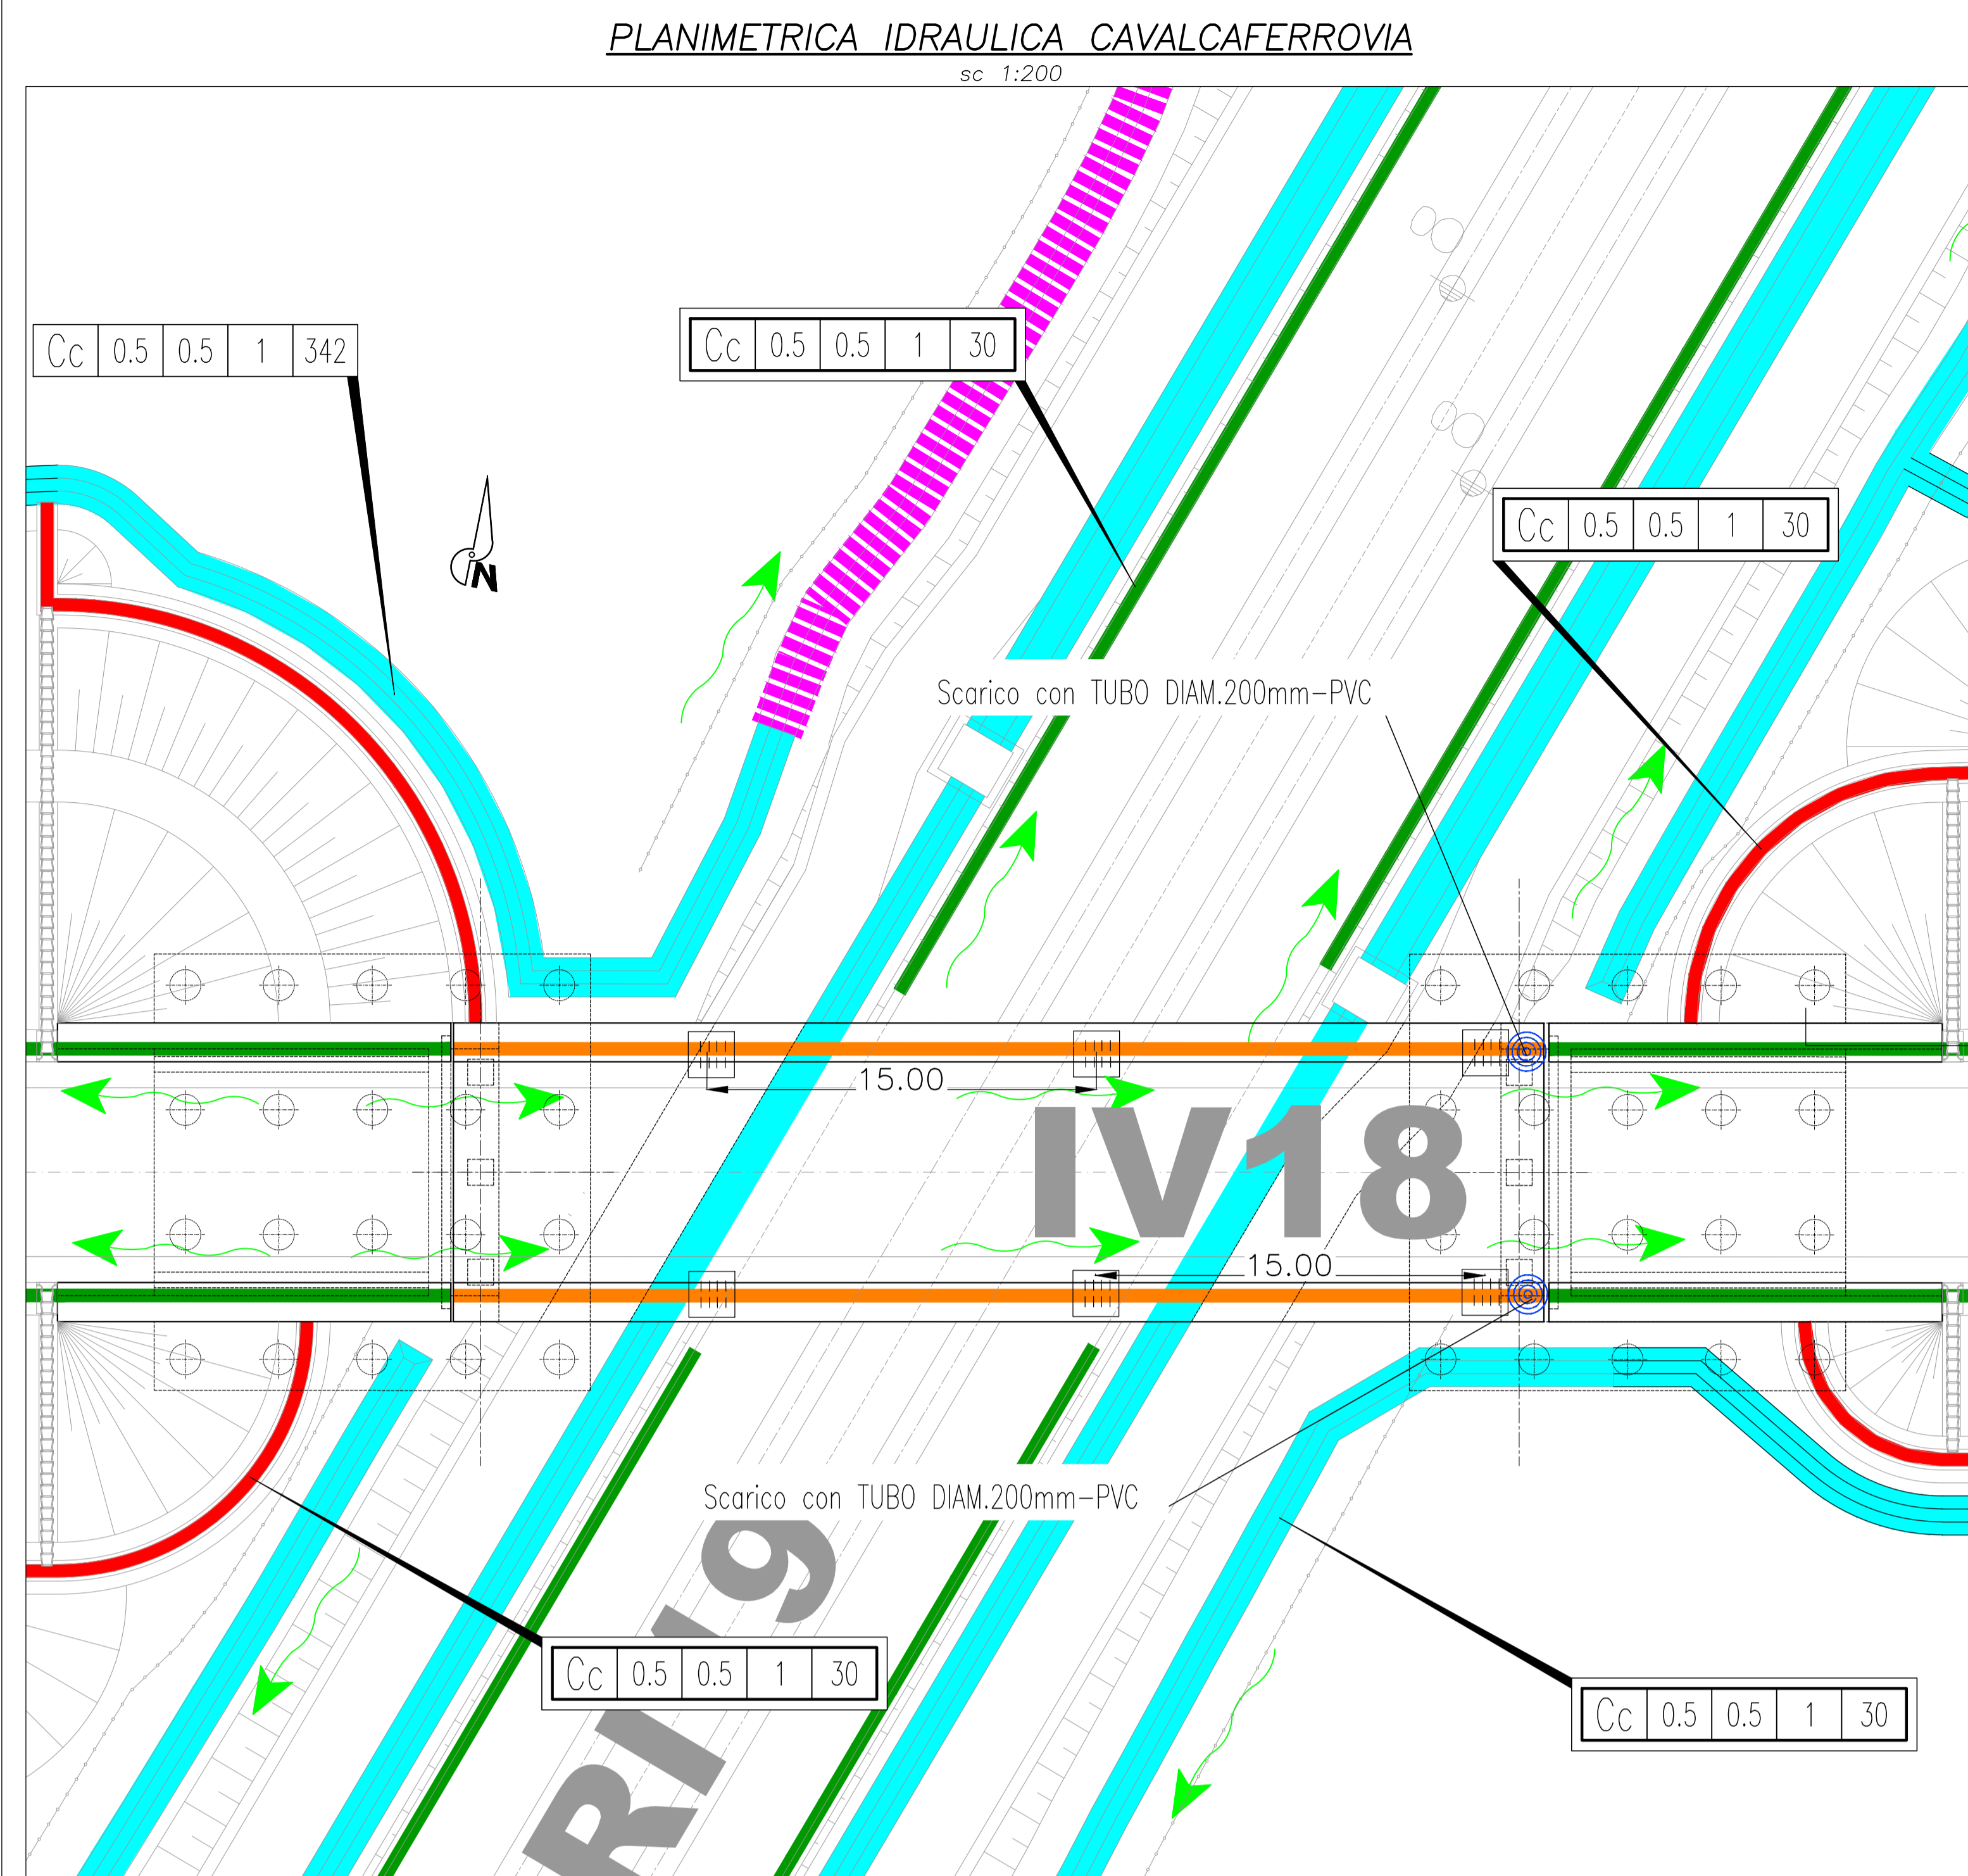 PLANIMETRICA IDRAULICA CAVALCAFERROVIA
sc 1:200
Cc 0.5 0.5 1 342
Cc 0.5 0.5 1 30
Cc 0.5 0.5 1 30
N
Scarico con TUBO DIAM.200mm-PVC
15.00
IV18
15.00
Scarico con TUBO DIAM.200mm-PVC
RI19
Cc 0.5 0.5 1 30
Cc 0.5 0.5 1 30